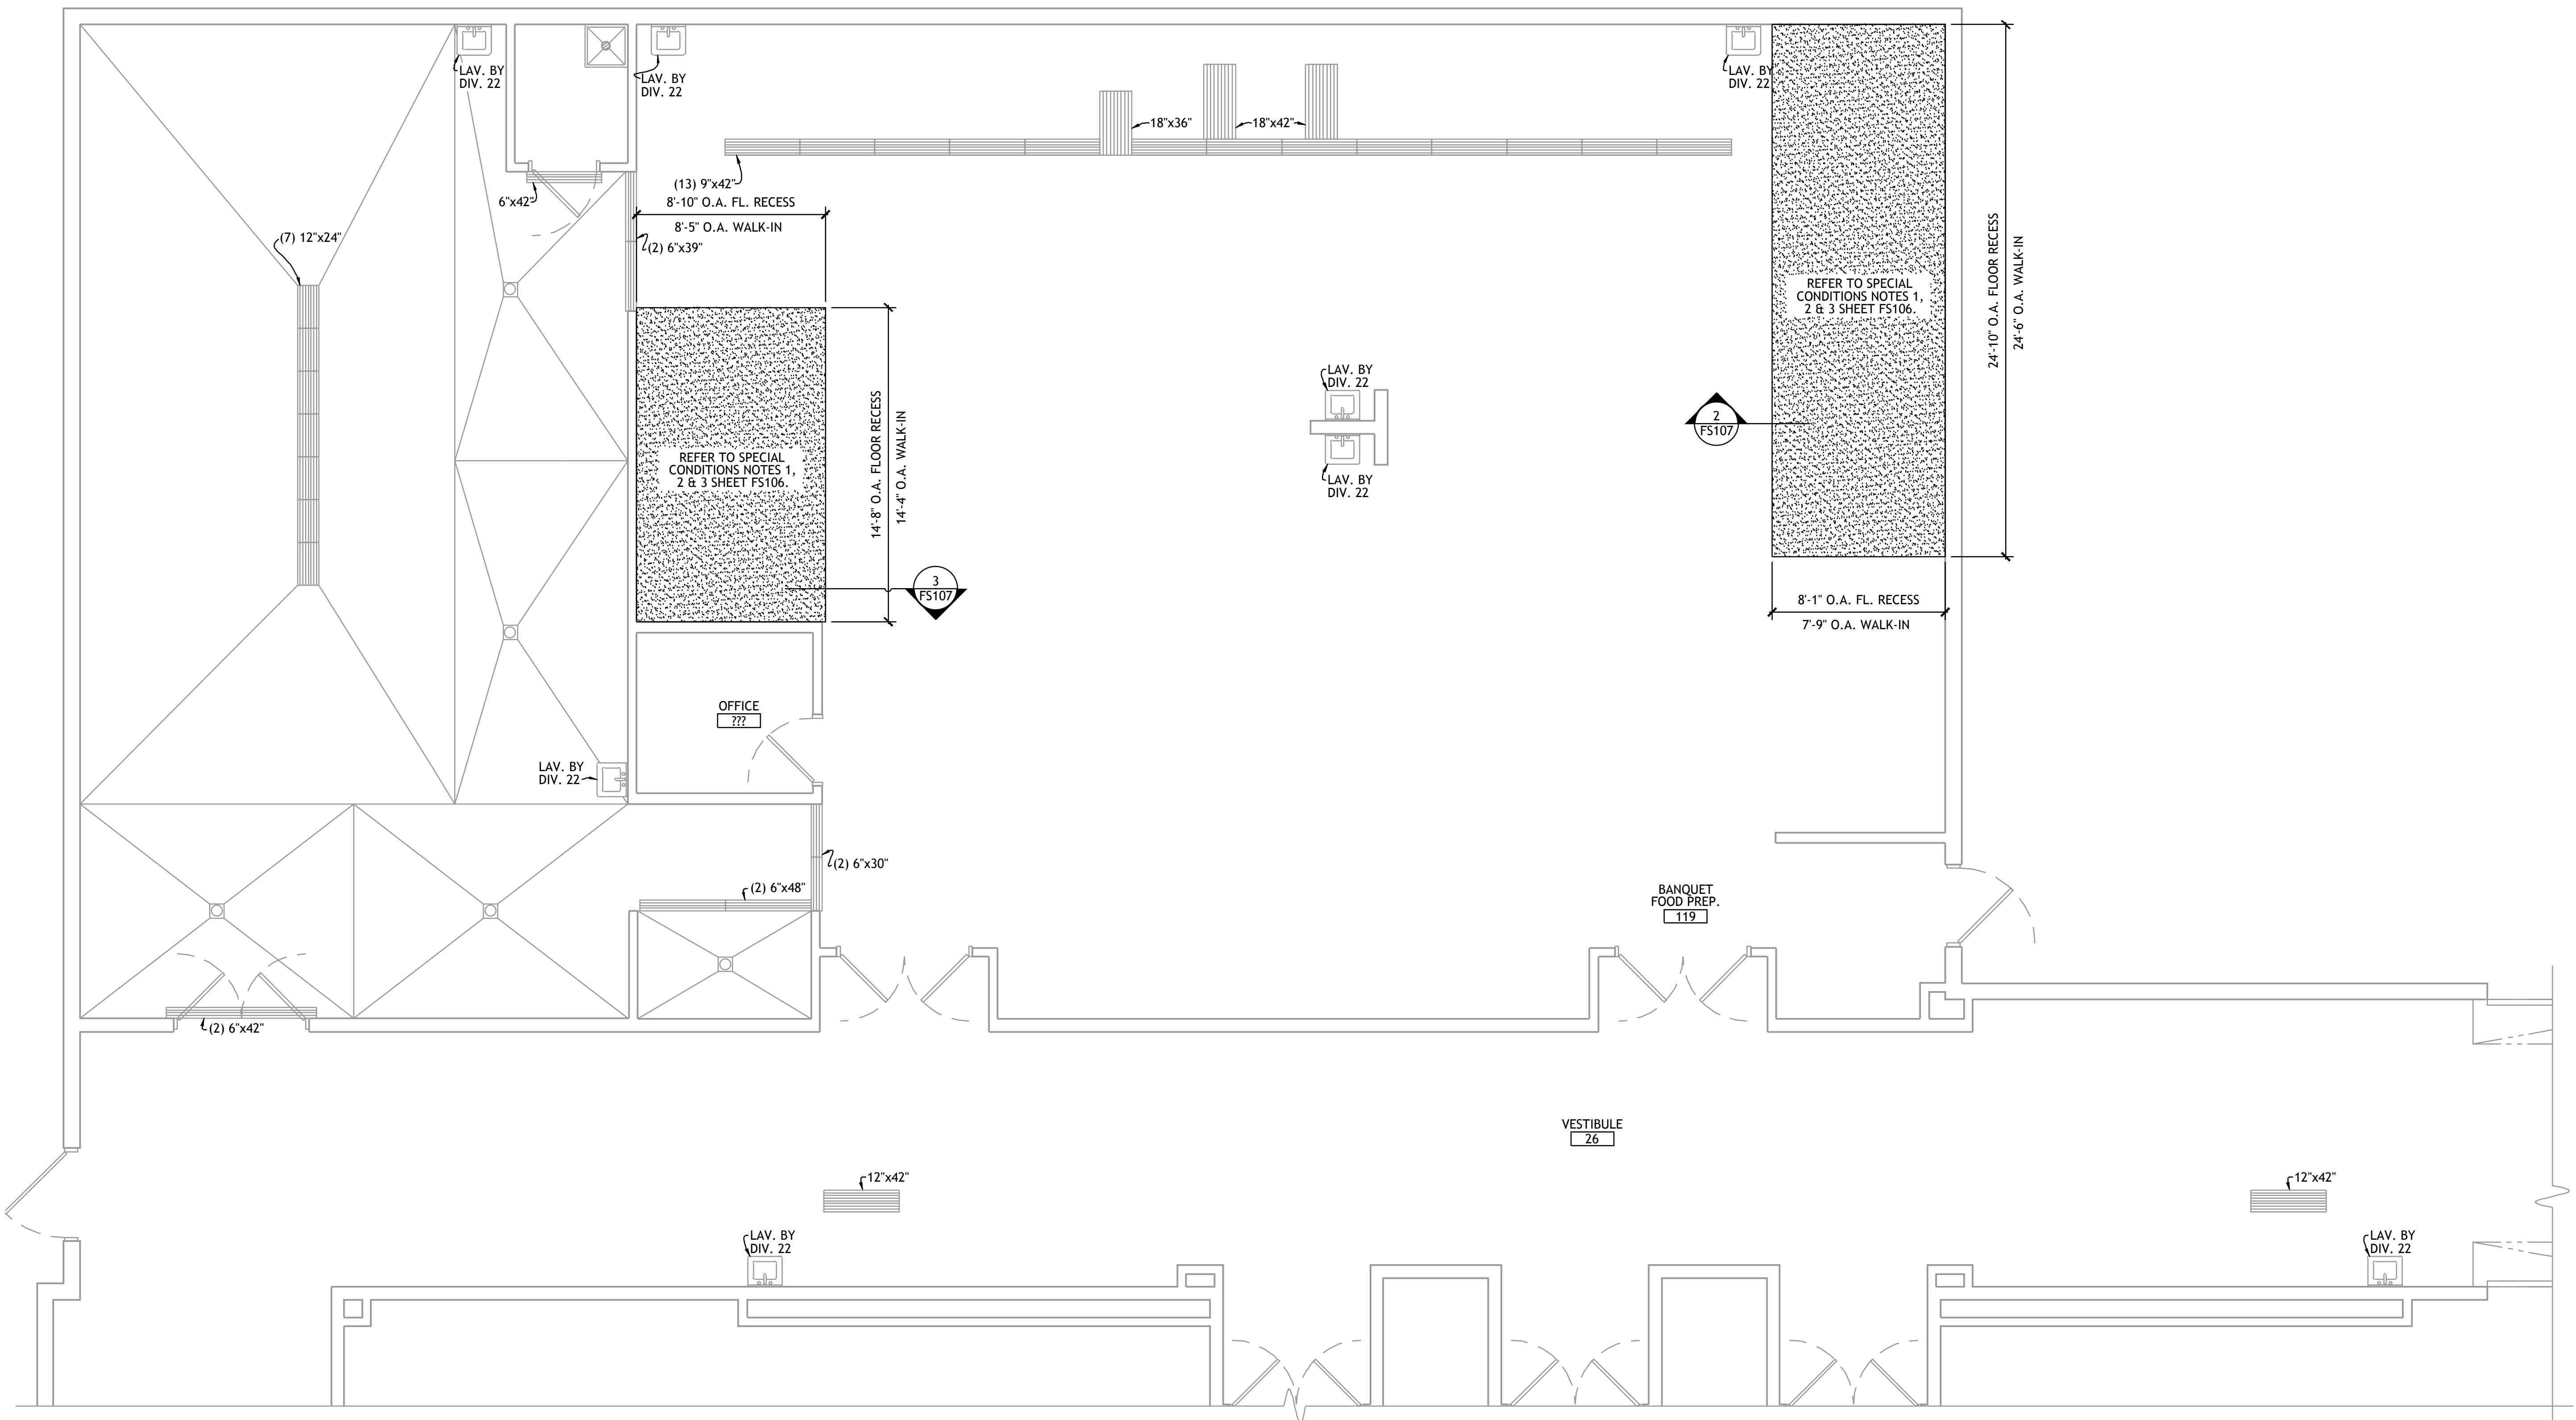 LAV. BY
DIV. 22
LAV. BY
DIV. 22
LAV. BY
DIV. 22
18"x36"
18"x42"
(13) 9"x42"
6"x42"
8'-10" O.A. FL. RECESS
8'-5" O.A. WALK-IN
(2) 6"x39"
(7) 12"x24"
REFER TO SPECIAL
CONDITIONS NOTES 1,
2 & 3 SHEET FS106.
24'-10" O.A. FLOOR RECESS
24'-6" O.A. WALK-IN
LAV. BY
DIV. 22
2
FS107
REFER TO SPECIAL
CONDITIONS NOTES 1,
2 & 3 SHEET FS106.
14'-8" O.A. FLOOR RECESS
14'-4" O.A. WALK-IN
LAV. BY
DIV. 22
3
FS107
8'-1" O.A. FL. RECESS
7'-9" O.A. WALK-IN
OFFICE
???
LAV. BY
DIV. 22
(2) 6"x30"
(2) 6"x48"
BANQUET
FOOD PREP.
119
(2) 6"x42"
VESTIBULE
26
12"x42"
12"x42"
LAV. BY
DIV. 22
LAV. BY
DIV. 22